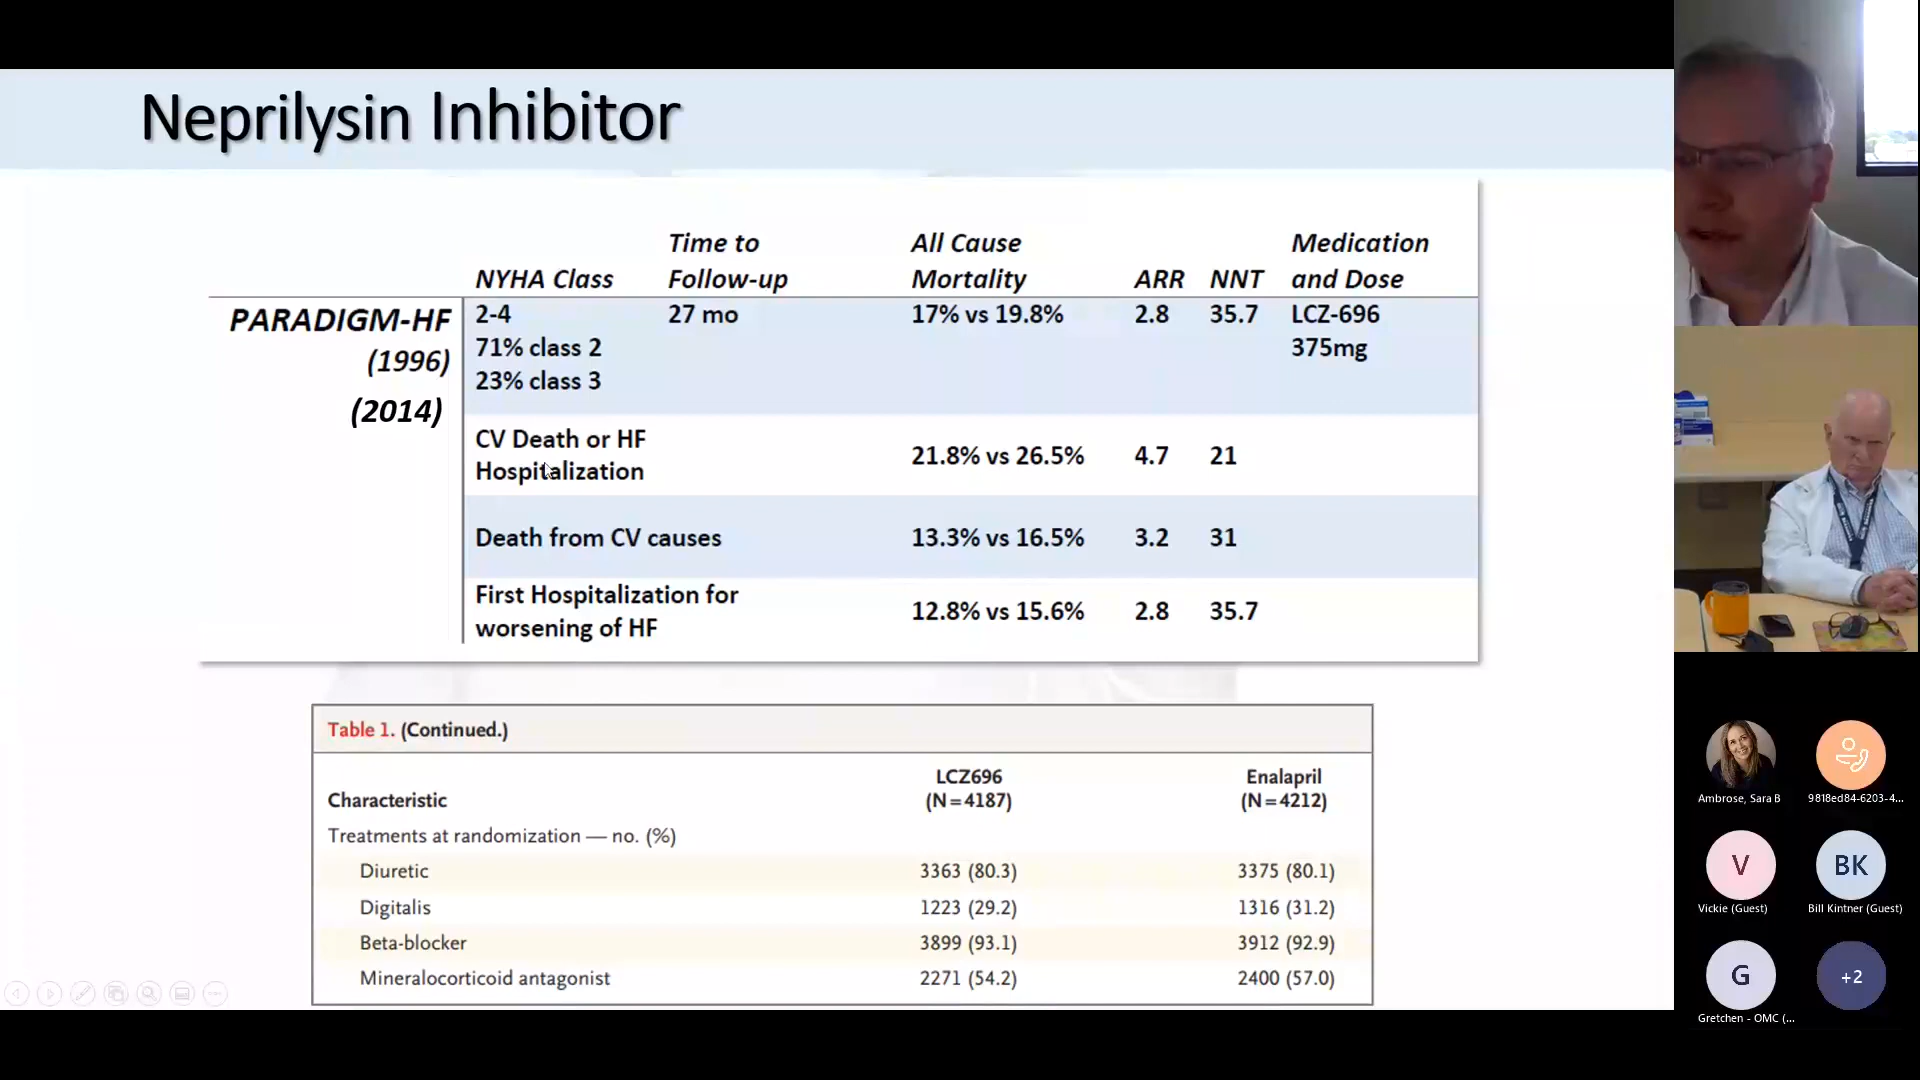 Neprilysin Inhibitor
NYHA Class
Time to
Follow-up
All Cause
Mortality
ARR
NNT
Medication
and Dose
PARADIGM-HF
(1996)
(2014)
2-4
71% class 2
23% class 3
27 mo
17% vs 19.8%
2.8
35.7
LCZ-696
375mg
CV Death or HF
Hospitalization
21.8% vs 26.5%
4.7
21
Death from CV causes
13.3% vs 16.5%
3.2
31
First Hospitalization for
worsening of HF
12.8% vs 15.6%
2.8
35.7
Table 1. (Continued.)
Characteristic
LCZ696
(N=4187)
Enalapril
(N=4212)
Treatments at randomization — no. (%)
Diuretic 3363 (80.3) 3375 (80.1)
Digitalis 1223 (29.2) 1316 (31.2)
Beta-blocker 3899 (93.1) 3912 (92.9)
Mineralocorticoid antagonist 2271 (54.2) 2400 (57.0)
Ambrose, Sara B
9818ed84-6203-4...
V
Vickie (Guest)
BK
Bill Kintner (Guest)
G
Gretchen - OMC (...
+2